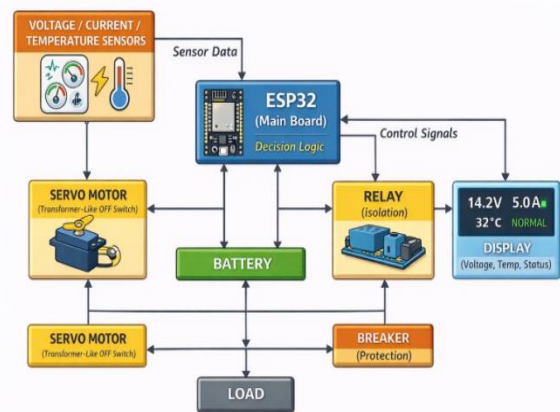 VOLTAGE / CURRENT /
TEMPERATURE SENSORS
Sensor Data
ESP32
(Main Board)
Decision Logic
Control Signals
SERVO MOTOR
(Transformer-Like OFF Switch)
RELAY
(isolation)
14.2V 5.0A
32°C NORMAL
DISPLAY
(Voltage, Temp, Status)
BATTERY
SERVO MOTOR
(Transformer-Like OFF Switch)
BREAKER
(Protection)
LOAD